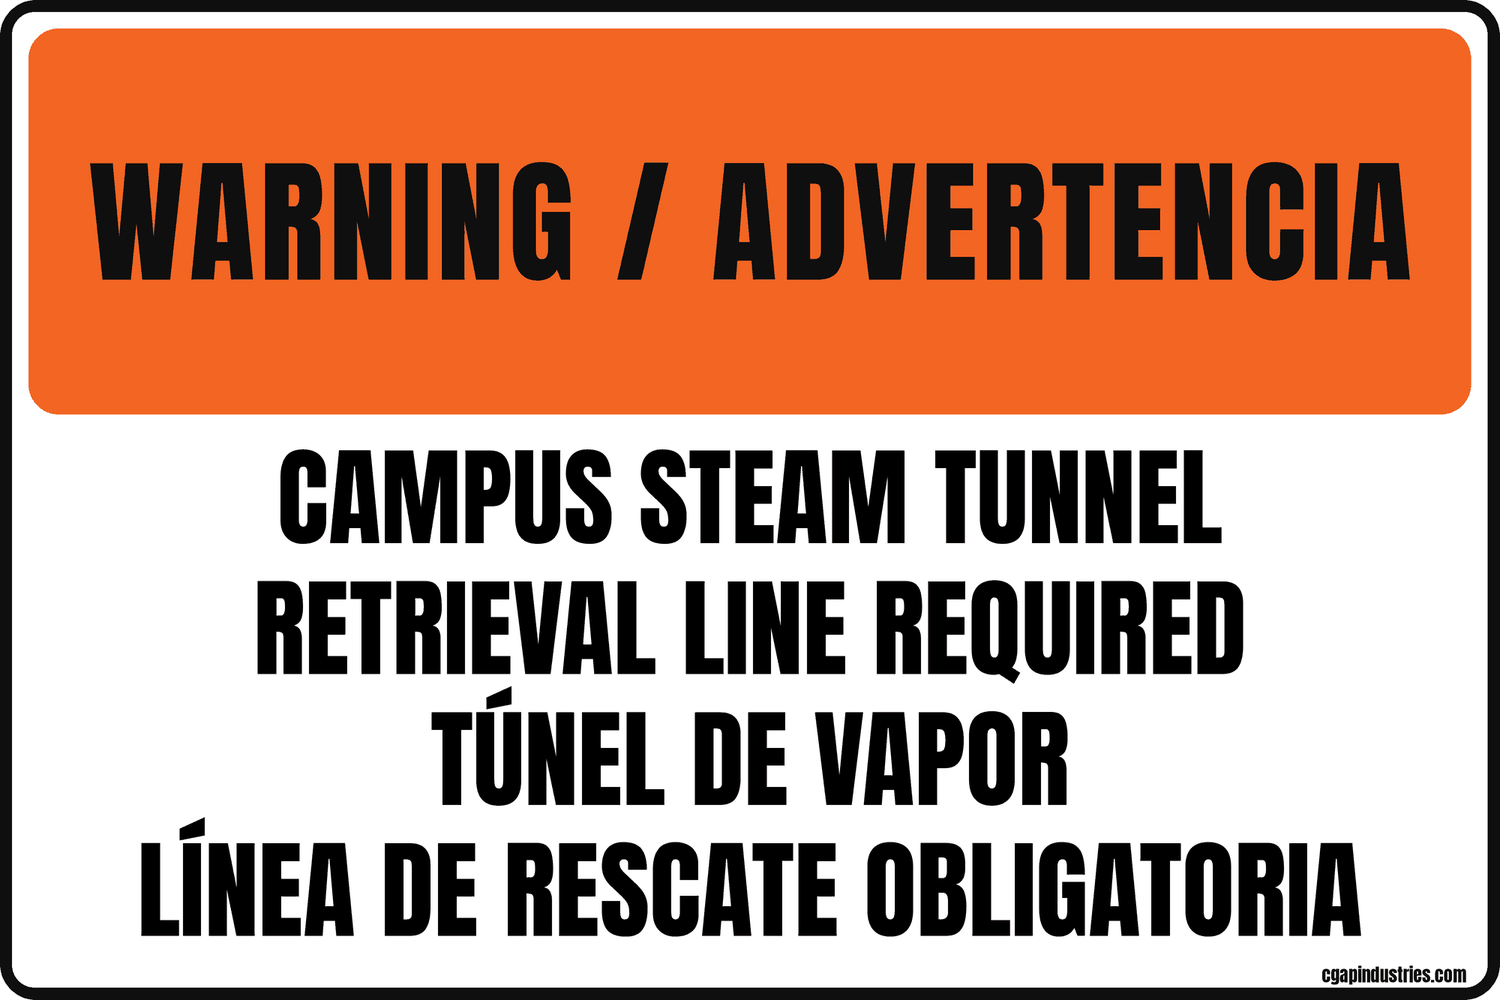 WARNING / ADVERTENCIA
CAMPUS STEAM TUNNEL
RETRIEVAL LINE REQUIRED
TÚNEL DE VAPOR
LÍNEA DE RESCATE OBLIGATORIA
cgapindustries.com